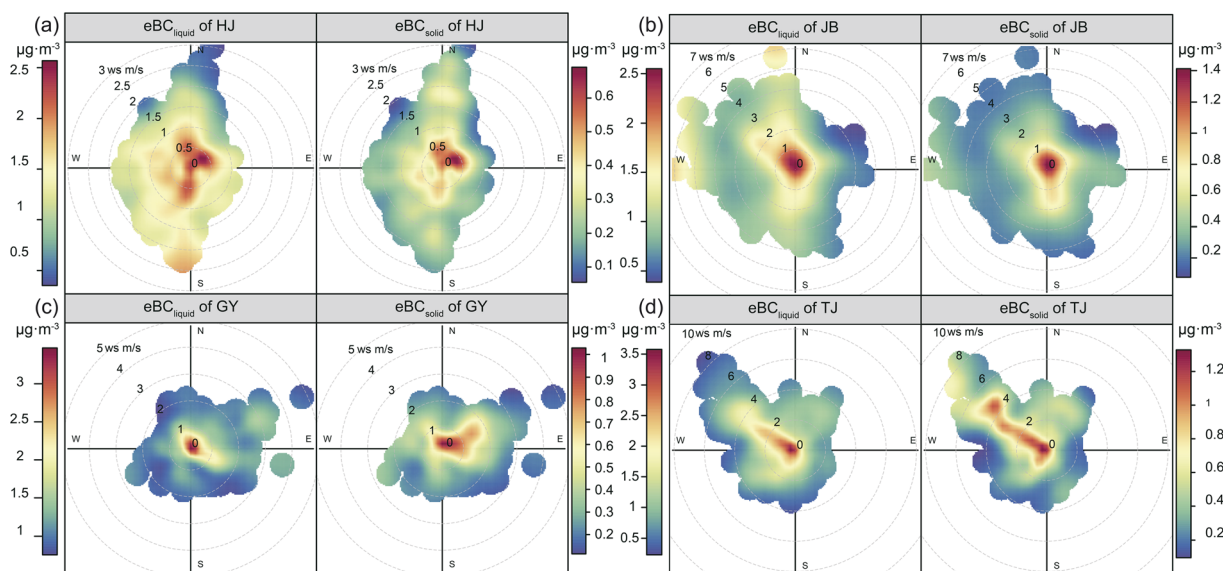 (a)
eBCliquid of HJ
eBCsolid of HJ
µg·m-3
2.5
2
1.5
1
0.5
3 ws m/s
2.5
2
1.5
1
0.5
0
N
W
S
3 ws m/s
2.5
2
1.5
1
0.5
0
N
E
S
µg·m-3
0.6
0.5
0.4
0.3
0.2
0.1
(b)
eBCliquid of JB
eBCsolid of JB
µg·m-3
2.5
2
1.5
1
0.5
7 ws m/s
6
5
4
3
2
1
0
N
W
S
7 ws m/s
6
5
4
3
2
1
0
E
µg·m-3
1.4
1.2
1
0.8
0.6
0.4
0.2
(c)
eBCliquid of GY
eBCsolid of GY
µg·m-3
3
2.5
2
1.5
1
5 ws m/s
4
3
2
1
0
N
W
E
S
5 ws m/s
4
3
2
1
0
µg·m-3
1
0.9
0.8
0.7
0.6
0.5
0.4
0.3
0.2
0.1
(d)
eBCliquid of TJ
eBCsolid of TJ
µg·m-3
3.5
3
2.5
2
1.5
1
0.5
10 ws m/s
8
6
4
2
0
N
W
S
10 ws m/s
8
6
4
2
0
E
µg·m-3
1.2
1
0.8
0.6
0.4
0.2